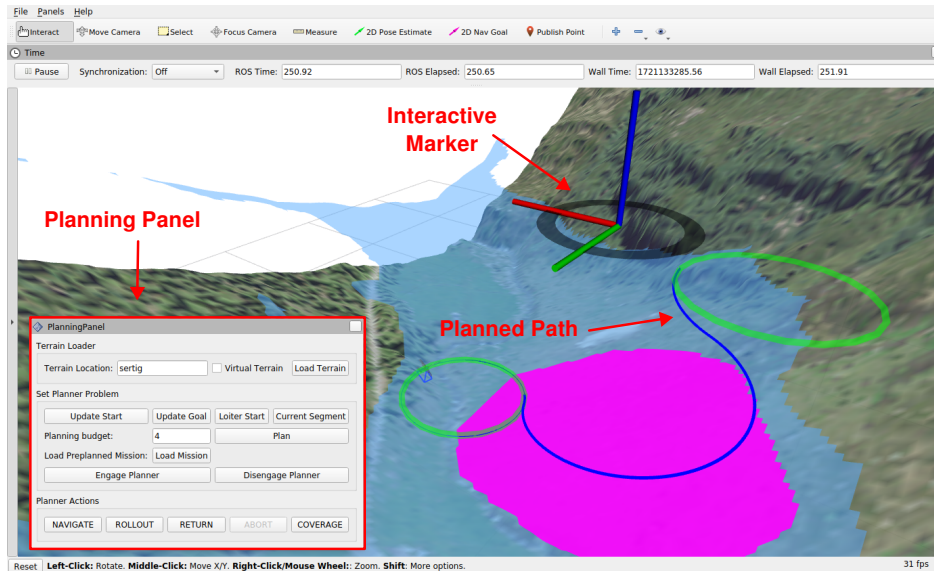 File Panels Help
Interact Move Camera Select Focus Camera Measure 2D Pose Estimate 2D Nav Goal Publish Point
Time
Pause Synchronization: Off ROS Time: 250.92 ROS Elapsed: 250.65 Wall Time: 1721133285.56 Wall Elapsed: 251.91
Interactive
Marker
Planning Panel
Planned Path
PlanningPanel
Terrain Loader
Terrain Location: sertig Virtual Terrain Load Terrain
Set Planner Problem
Update Start Update Goal Loiter Start Current Segment
Planning budget: 4 Plan
Load Preplanned Mission: Load Mission
Engage Planner Disengage Planner
Planner Actions
NAVIGATE ROLLOUT RETURN ABORT COVERAGE
Reset Left-Click: Rotate. Middle-Click: Move X/Y. Right-Click/Mouse Wheel:: Zoom. Shift: More options. 31 fps